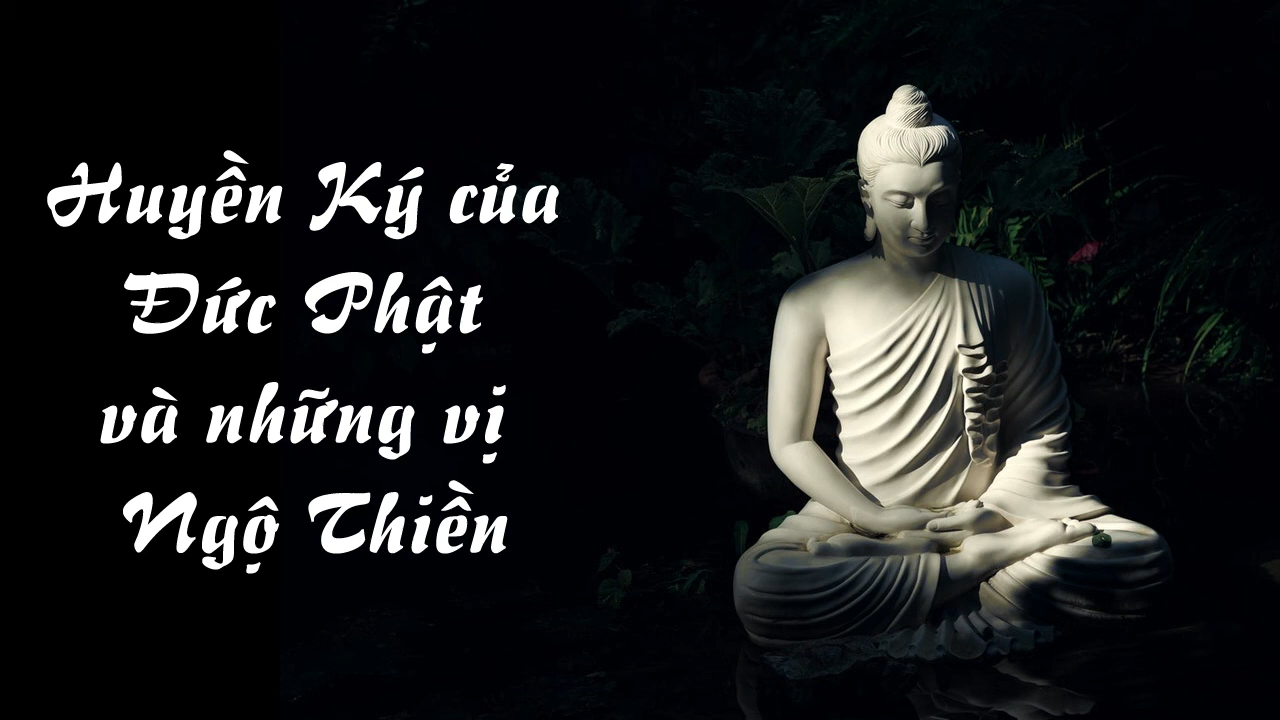 Huyền Ký của
Đức Phật
và những vị
Ngộ Thiền